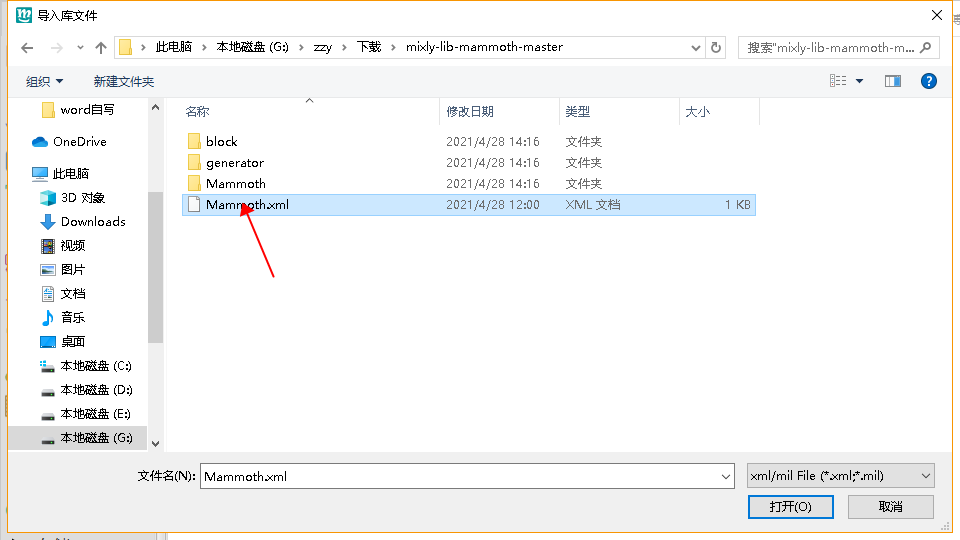 导入库文件
此电脑 › 本地磁盘 (G:) › zzy › 下载 › mixly-lib-mammoth-master
搜索"mixly-lib-mammoth-m...
组织 新建文件夹
名称 修改日期 类型 大小
word自写
OneDrive
此电脑
3D 对象
Downloads
视频
图片
文档
音乐
桌面
本地磁盘 (C:)
本地磁盘 (D:)
本地磁盘 (E:)
本地磁盘 (G:)
block 2021/4/28 14:16 文件夹
generator 2021/4/28 14:16 文件夹
Mammoth 2021/4/28 14:16 文件夹
Mammoth.xml 2021/4/28 12:00 XML 文档 1 KB
文件名(N): Mammoth.xml xml/mil File (*.xml;*.mil)
打开(O) 取消